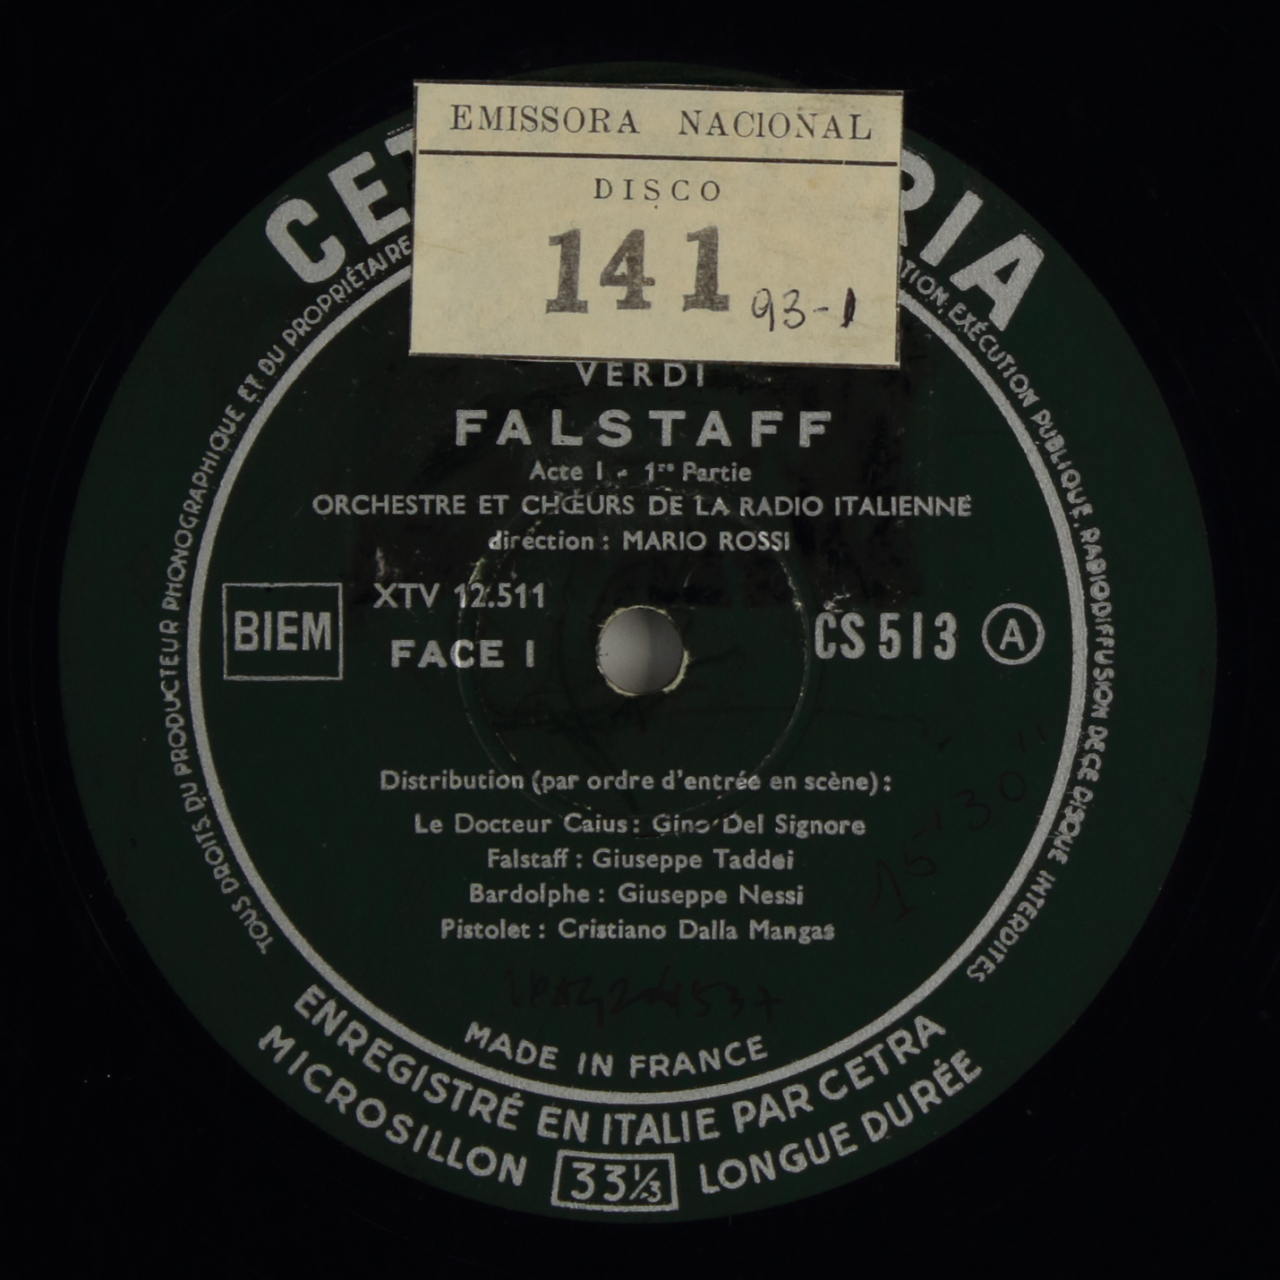 EMISSORA NACIONAL
DISCO
141
93-1
VERDI
FALSTAFF
Acte I - 1re Partie
ORCHESTRE ET CHŒURS DE LA RADIO ITALIENNE
direction : MARIO ROSSI
BIEM
XTV 12.511
FACE I
CS 513 A
Distribution (par ordre d'entrée en scène) :
Le Docteur Caius : Gino Del Signore
Falstaff : Giuseppe Taddei
Bardolphe : Giuseppe Nessi
Pistolet : Cristiano Dalla Mangas
15' 30"
MADE IN FRANCE
ENREGISTRÉ EN ITALIE PAR CETRA
MICROSILLON 33 1/3 LONGUE DURÉE
TOUS DROITS DU PRODUCTEUR PHONOGRAPHIQUE ET DU PROPRIÉTAIRE
EXÉCUTION PUBLIQUE, RADIODIFFUSION DE CE DISQUE INTERDITES